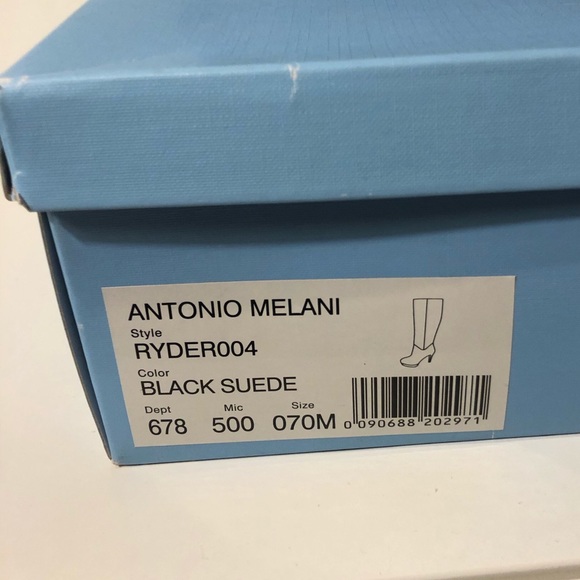 ANTONIO MELANI
Style
RYDER004
Color
BLACK SUEDE
Dept Mic Size
678 500 070M
0 090688 202971